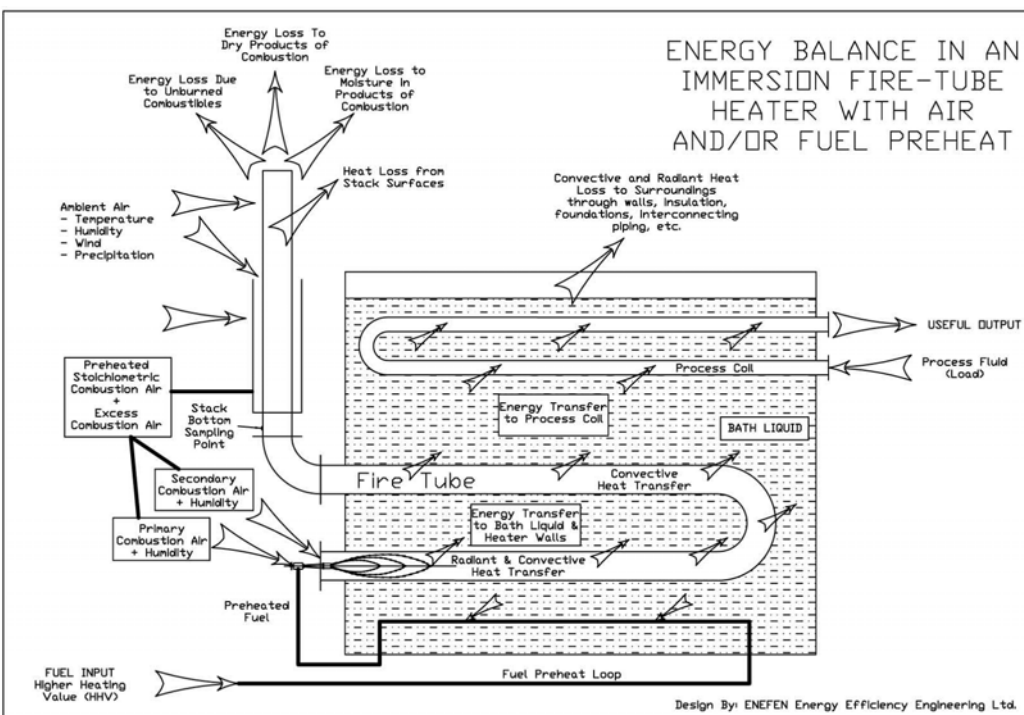 ENERGY BALANCE IN AN
IMMERSION FIRE-TUBE
HEATER WITH AIR
AND/OR FUEL PREHEAT
Energy Loss To
Dry Products of
Combustion
Energy Loss Due
to Unburned
Combustibles
Energy Loss to
Moisture in
Products of
Combustion
Heat Loss from
Stack Surfaces
Ambient Air
- Temperature
- Humidity
- Wind
- Precipitation
Convective and Radiant Heat
Loss to Surroundings
through walls, insulation,
foundations, interconnecting
piping, etc.
USEFUL OUTPUT
Process Fluid
(Load)
Process Coil
Energy Transfer
to Process Coil
BATH LIQUID
Preheated
Stoichiometric
Combustion Air
+
Excess
Combustion Air
Stack
Bottom
Sampling
Point
Secondary
Combustion Air
+ Humidity
Primary
Combustion Air
+ Humidity
Fire Tube
Convective
Heat Transfer
Energy Transfer
to Bath Liquid &
Heater Walls
Radiant & Convective
Heat Transfer
Preheated
Fuel
Fuel Preheat Loop
FUEL INPUT
Higher Heating
Value (HHV)
Design By: ENEFEN Energy Efficiency Engineering Ltd.